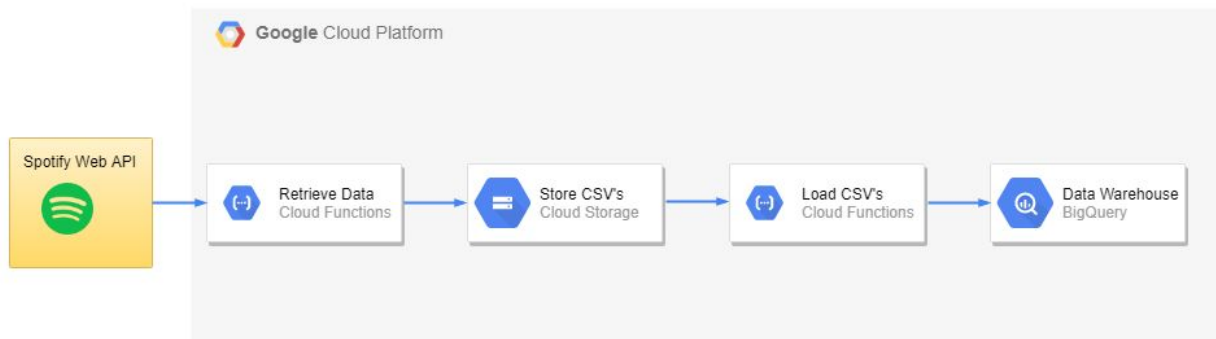 Google Cloud Platform
Spotify Web API
Retrieve Data
Cloud Functions
Store CSV's
Cloud Storage
Load CSV's
Cloud Functions
Data Warehouse
BigQuery